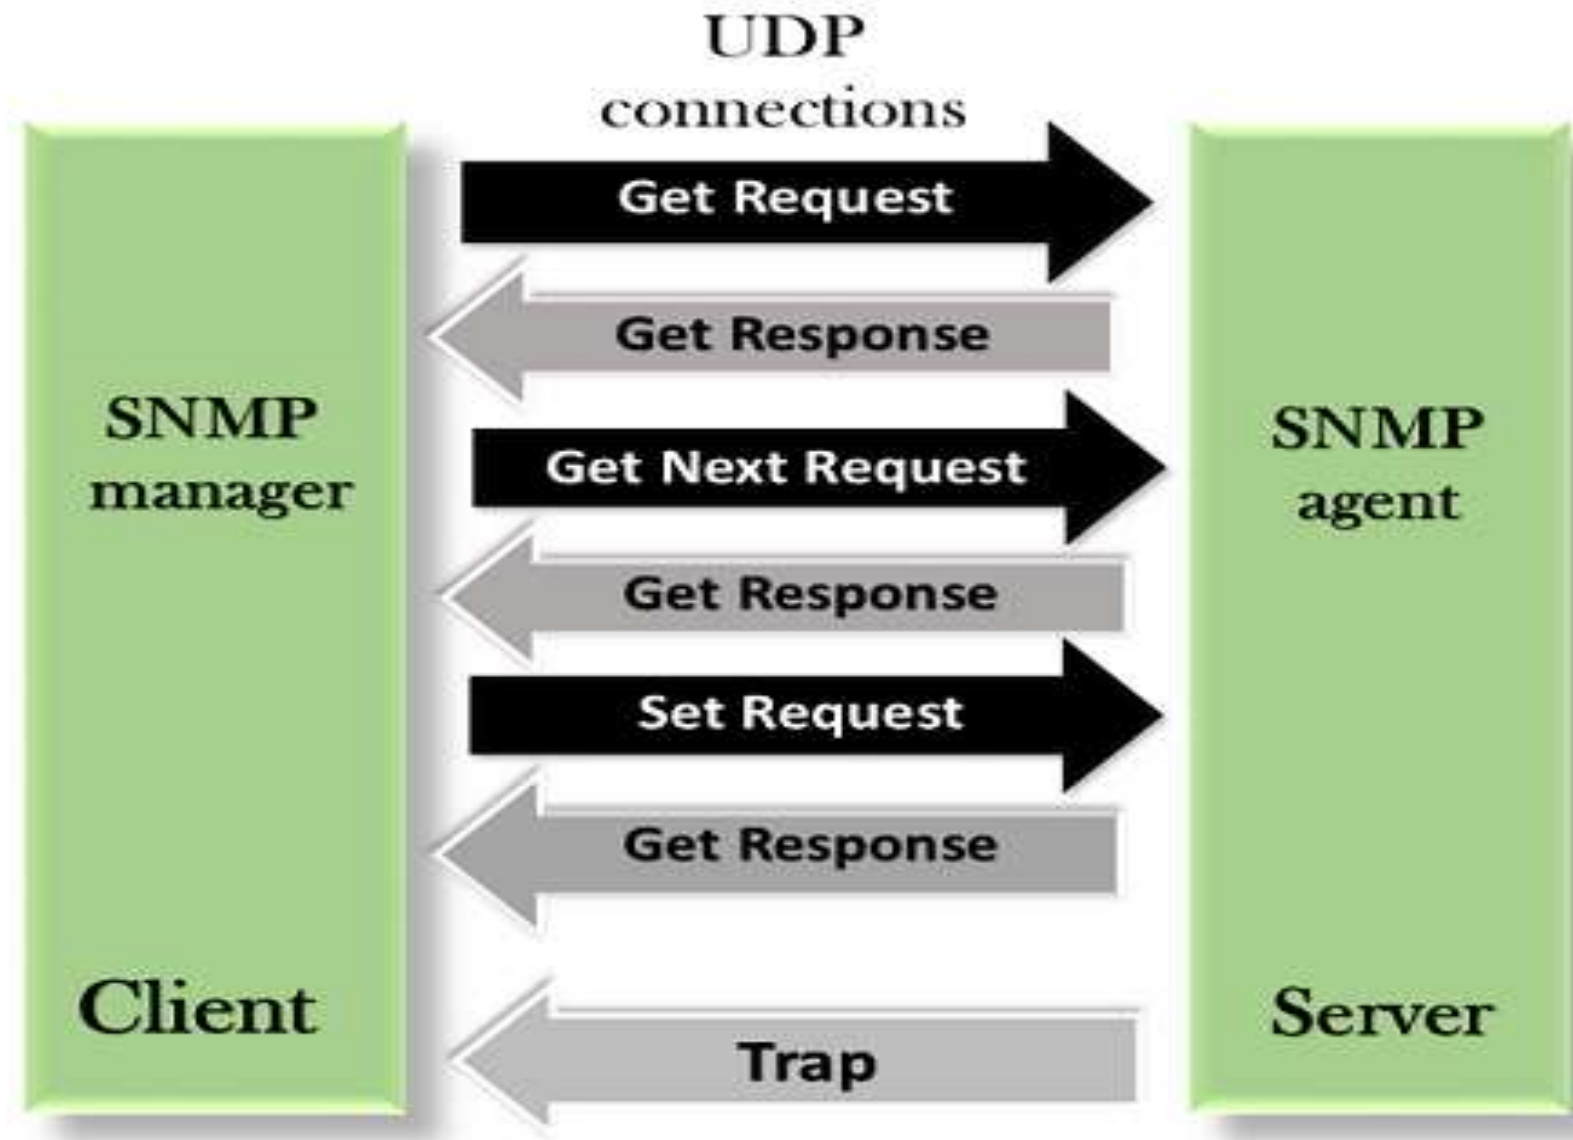 UDP
connections
Get Request
Get Response
SNMP
manager
Get Next Request
SNMP
agent
Get Response
Set Request
Get Response
Client
Server
Trap